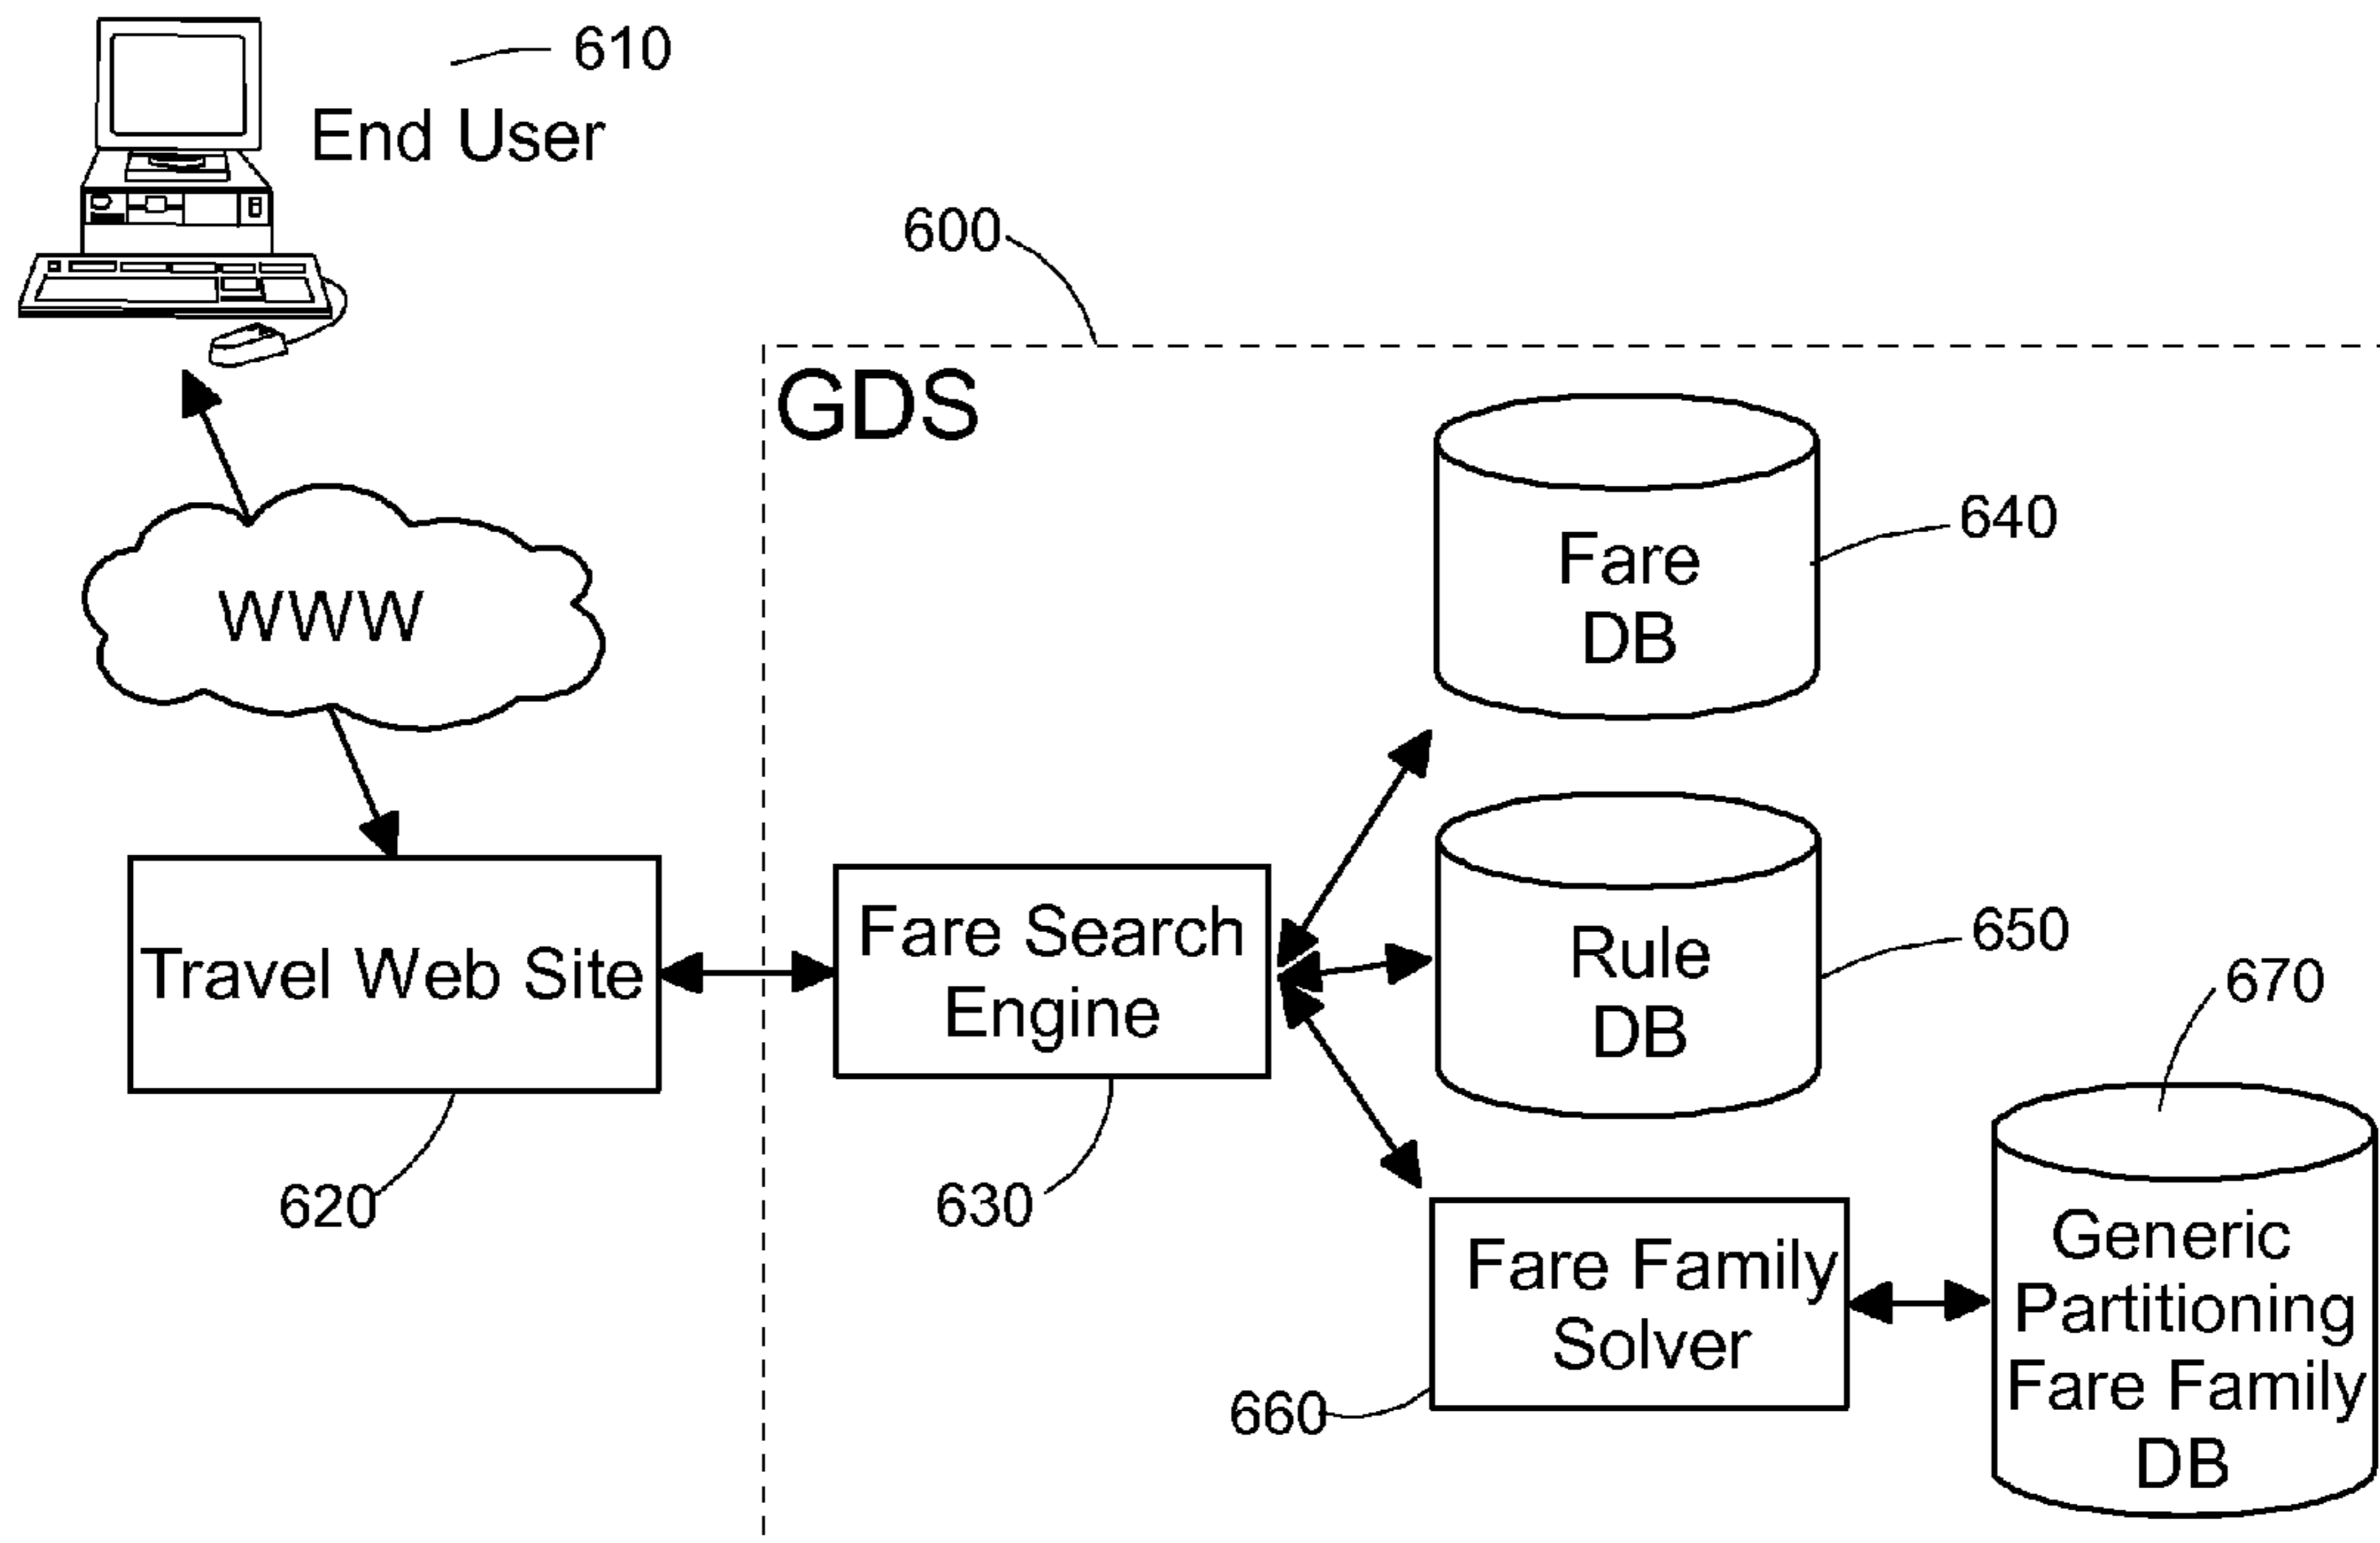 610
End User
600
GDS
WWW
Fare
DB
640
Travel Web Site
620
Fare Search
Engine
630
Rule
DB
650
670
Fare Family
Solver
660
Generic
Partitioning
Fare Family
DB